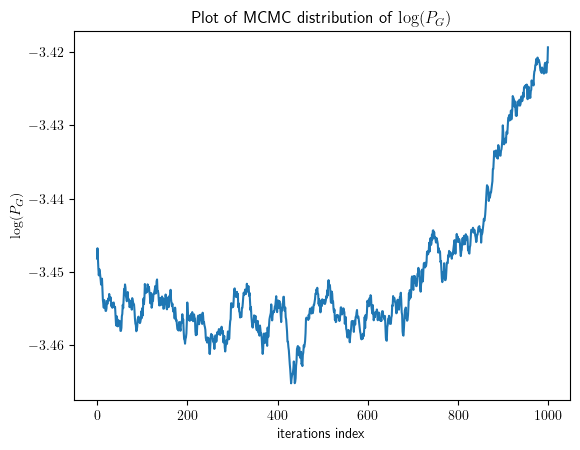 Plot of MCMC distribution of log(P_G)
log(P_G)
−3.42
−3.43
−3.44
−3.45
−3.46
0 200 400 600 800 1000
iterations index